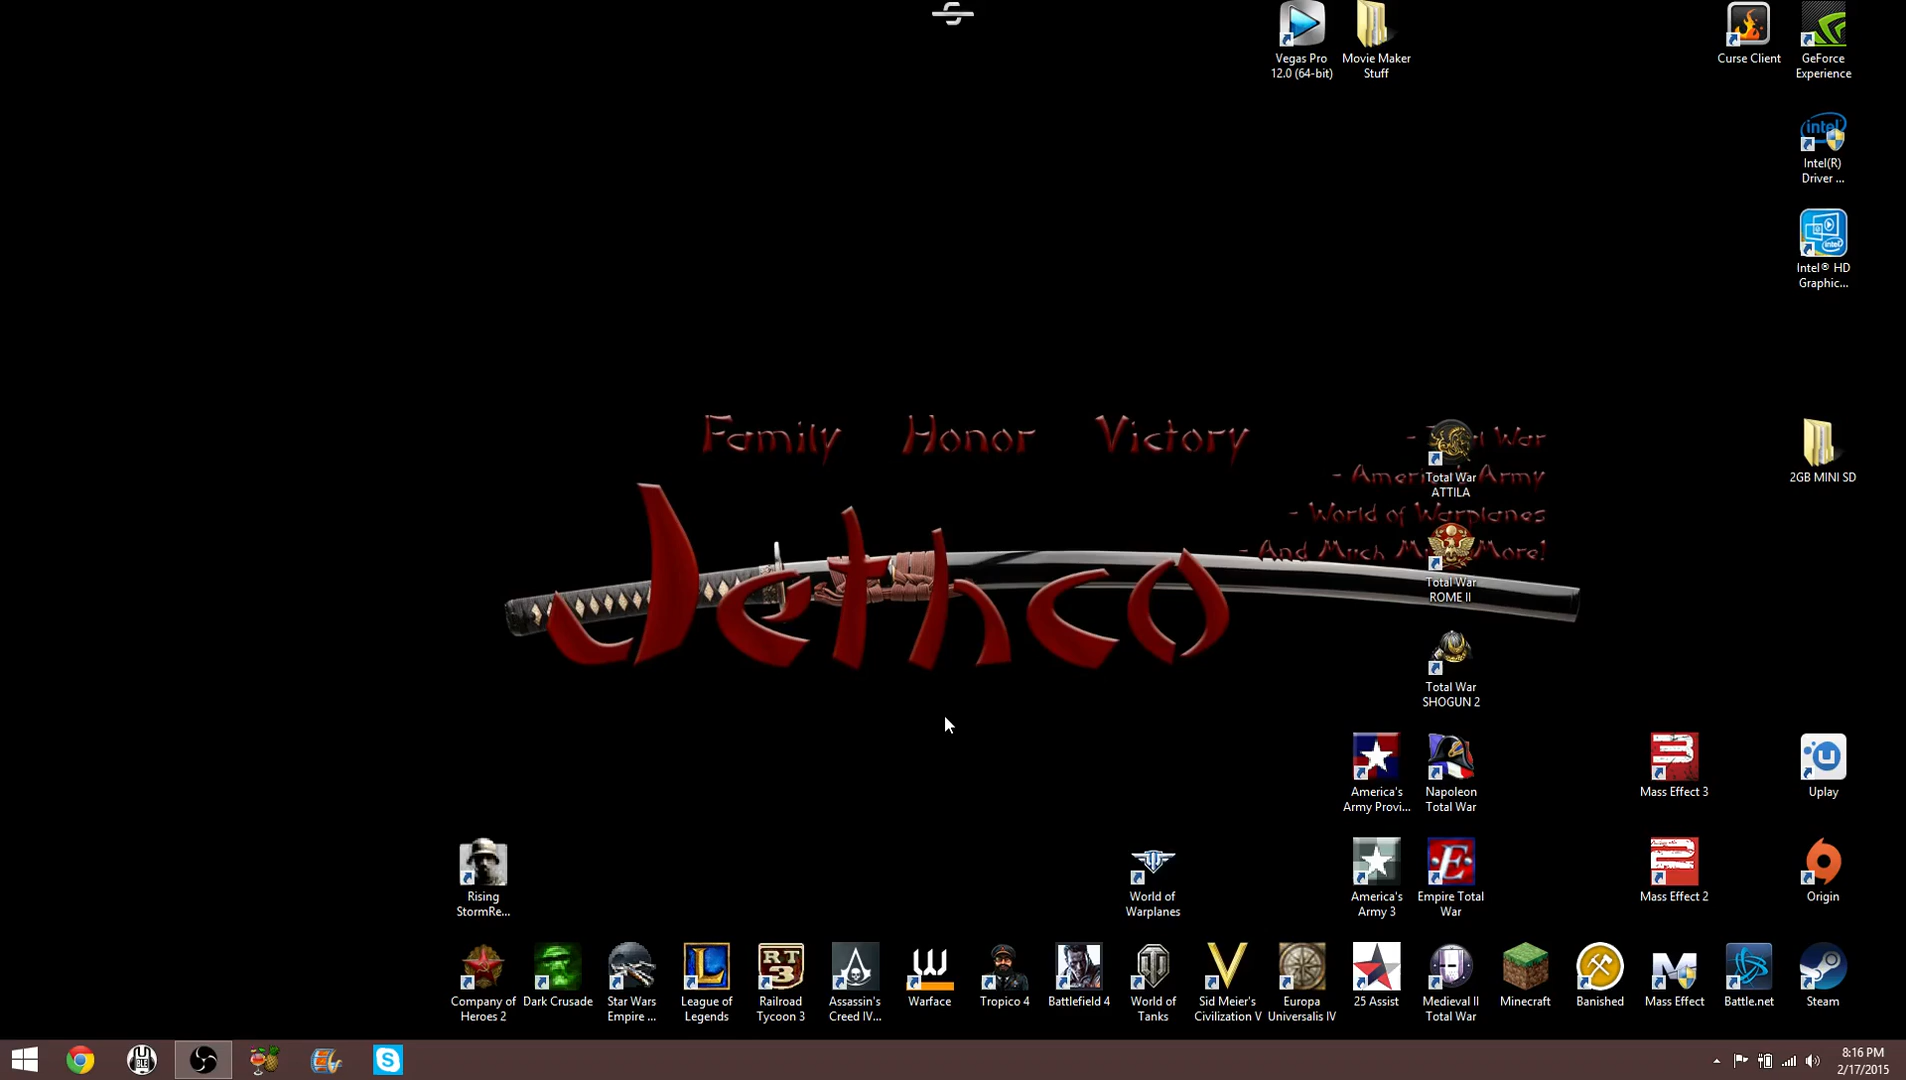 Vegas Pro
12.0 (64-bit)
Movie Maker
Stuff
Curse Client
GeForce
Experience
Intel(R)
Driver ...
Intel® HD
Graphic...
Family Honor Victory
Jethco
- Total War
- America's Army
- World of Warplanes
- And Much Much More!
Total War
ATTILA
Total War
ROME II
Total War
SHOGUN 2
2GB MINI SD
America's
Army Provi...
Napoleon
Total War
Mass Effect 3
Uplay
Rising
StormRe...
World of
Warplanes
America's
Army 3
Empire Total
War
Mass Effect 2
Origin
Company of
Heroes 2
Dark Crusade
Star Wars
Empire ...
League of
Legends
Railroad
Tycoon 3
Assassin's
Creed IV...
Warface
Tropico 4
Battlefield 4
World of
Tanks
Sid Meier's
Civilization V
Europa
Universalis IV
25 Assist
Medieval II
Total War
Minecraft
Banished
Mass Effect
Battle.net
Steam
8:16 PM
2/17/2015